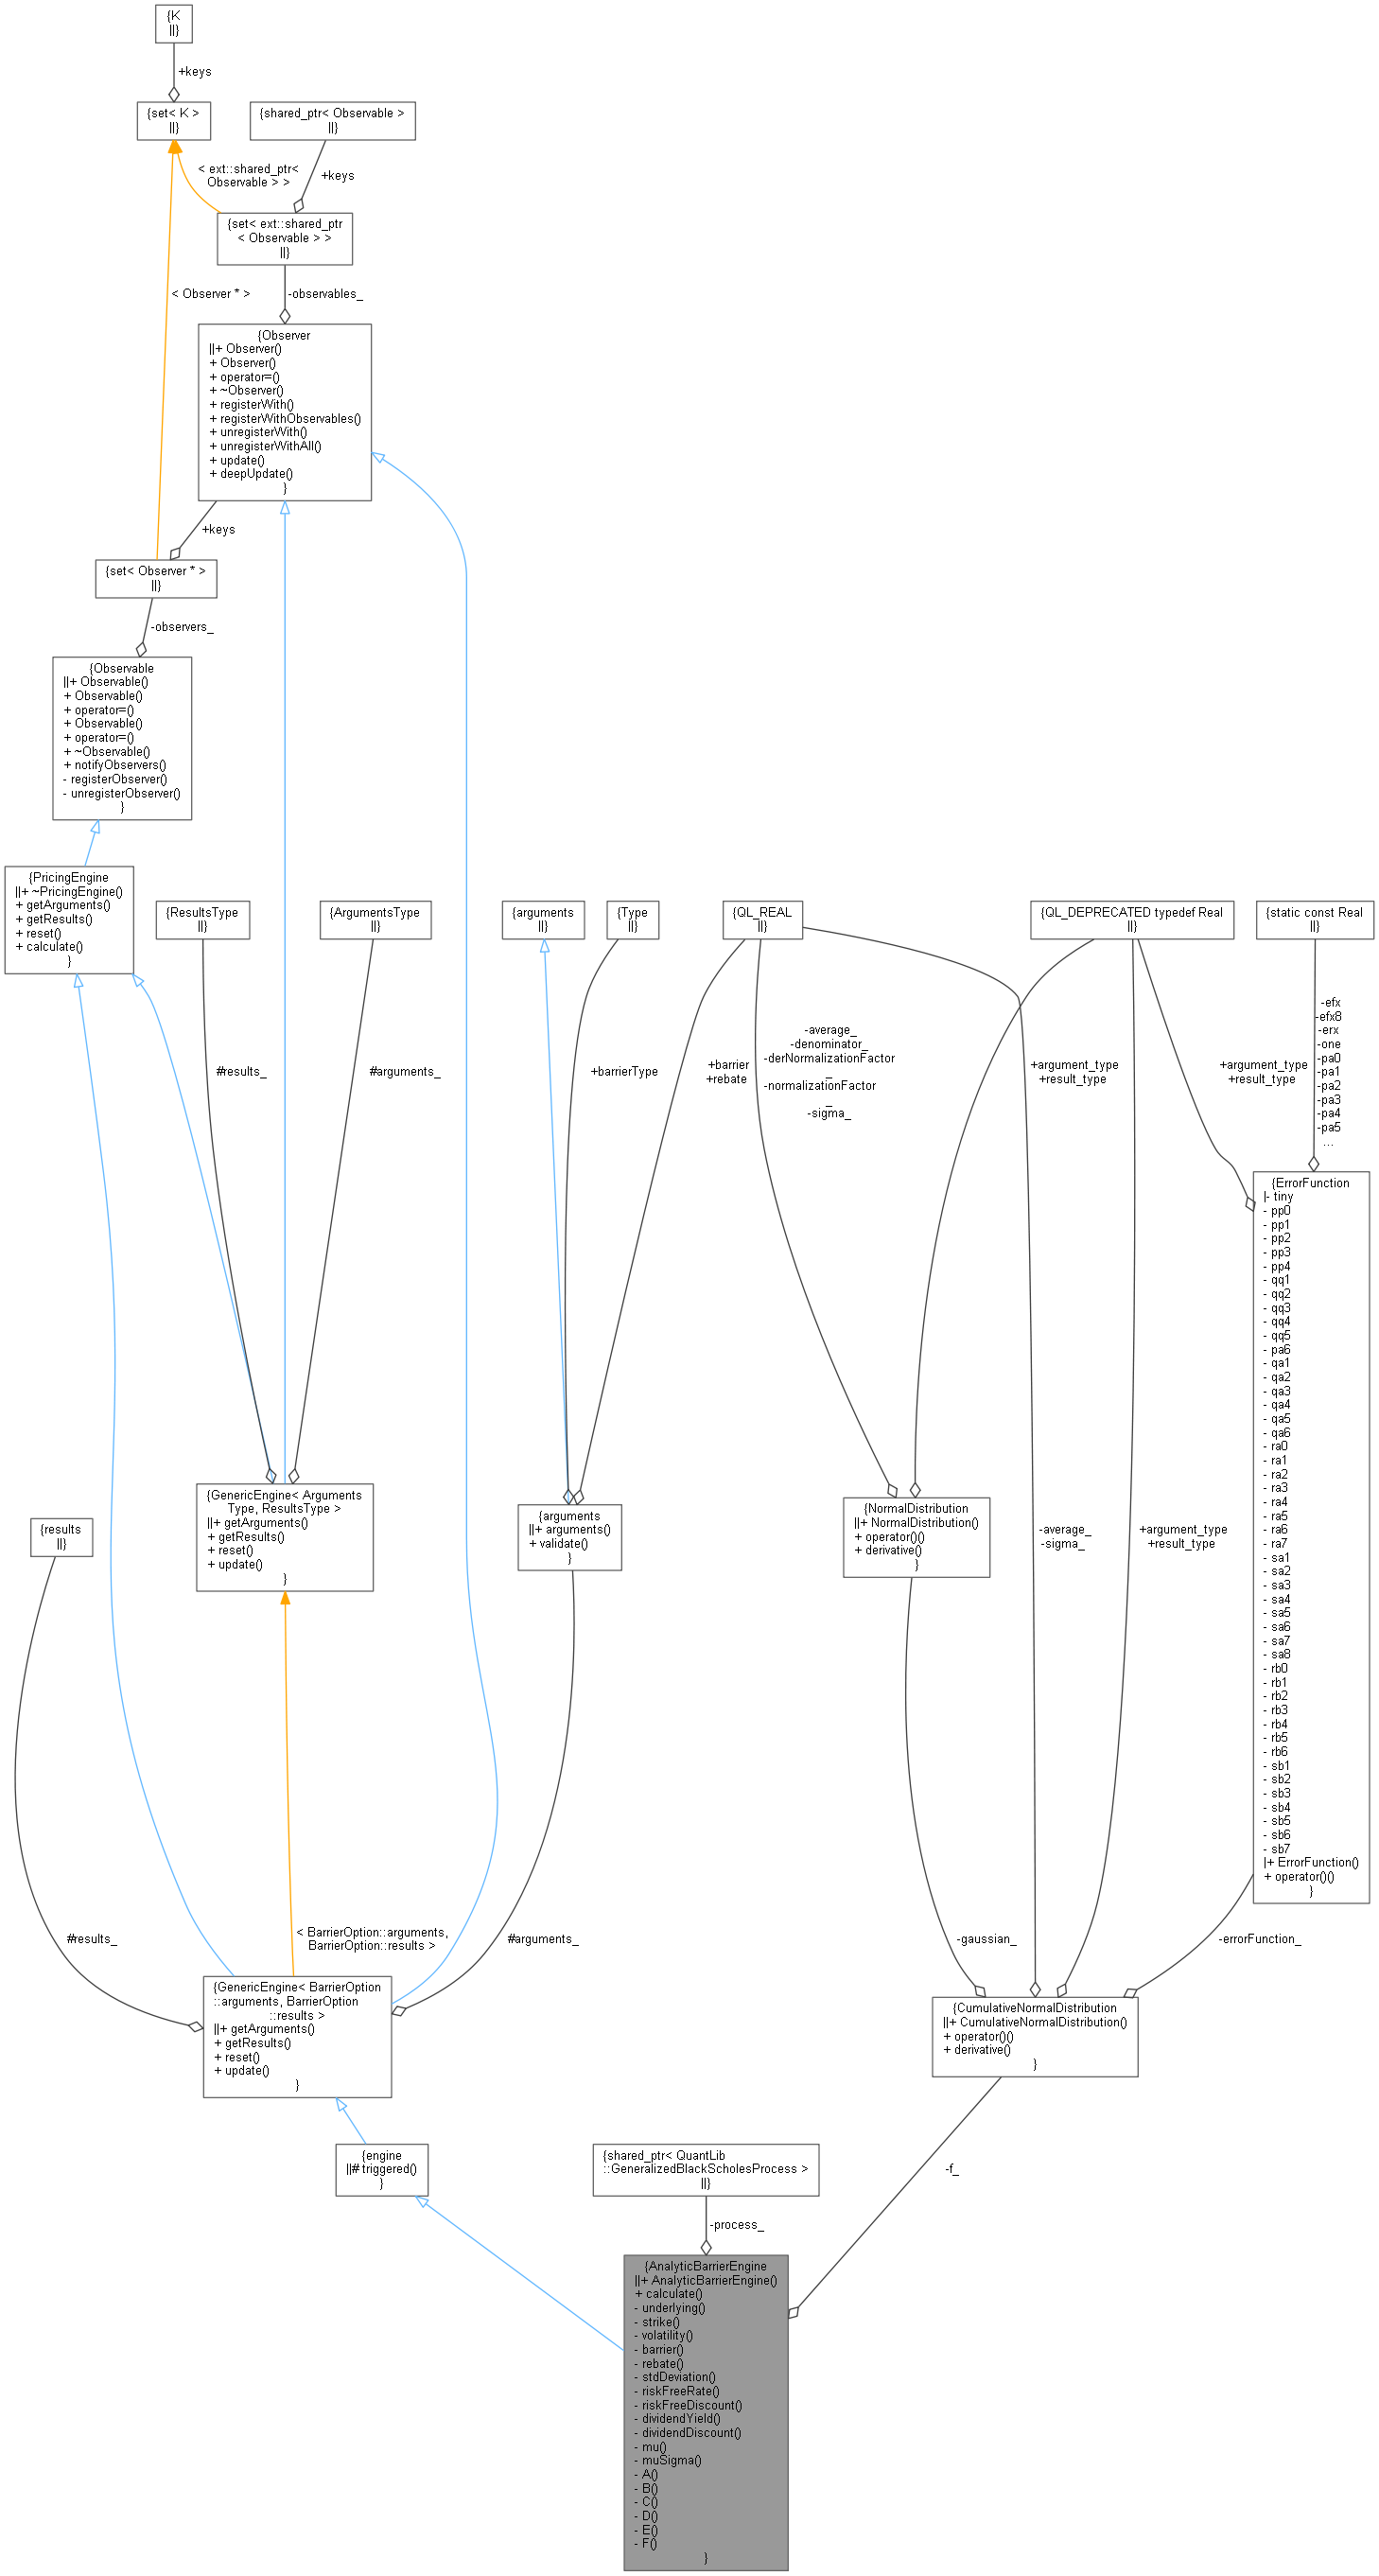 {K
||}
+keys
{set< K >
||}
{shared_ptr< Observable >
||}
< ext::shared_ptr<
Observable > >
+keys
{set< ext::shared_ptr
< Observable > >
||}
< Observer * >
-observables_
{Observer
||+ Observer()
+ Observer()
+ operator=()
+ ~Observer()
+ registerWith()
+ registerWithObservables()
+ unregisterWith()
+ unregisterWithAll()
+ update()
+ deepUpdate()
}
+keys
{set< Observer * >
||}
-observers_
{Observable
||+ Observable()
+ Observable()
+ operator=()
+ Observable()
+ operator=()
+ ~Observable()
+ notifyObservers()
- registerObserver()
- unregisterObserver()
}
{PricingEngine
||+ ~PricingEngine()
+ getArguments()
+ getResults()
+ reset()
+ calculate()
}
{ResultsType
||}
{ArgumentsType
||}
{arguments
||}
{Type
||}
{QL_REAL
||}
{QL_DEPRECATED typedef Real
||}
{static const Real
||}
#results_
#arguments_
+barrierType
+barrier
+rebate
-average_
-denominator_
-derNormalizationFactor
_
-normalizationFactor
_
-sigma_
+argument_type
+result_type
+argument_type
+result_type
-efx
-efx8
-erx
-one
-pa0
-pa1
-pa2
-pa3
-pa4
-pa5
...
{ErrorFunction
|- tiny
- pp0
- pp1
- pp2
- pp3
- pp4
- qq1
- qq2
- qq3
- qq4
- qq5
- pa6
- qa1
- qa2
- qa3
- qa4
- qa5
- qa6
- ra0
- ra1
- ra2
- ra3
- ra4
- ra5
- ra6
- ra7
- sa1
- sa2
- sa3
- sa4
- sa5
- sa6
- sa7
- sa8
- rb0
- rb1
- rb2
- rb3
- rb4
- rb5
- rb6
- sb1
- sb2
- sb3
- sb4
- sb5
- sb6
- sb7
|+ ErrorFunction()
+ operator()()
}
{results
||}
{GenericEngine< Arguments
Type, ResultsType >
||+ getArguments()
+ getResults()
+ reset()
+ update()
}
{arguments
||+ arguments()
+ validate()
}
{NormalDistribution
||+ NormalDistribution()
+ operator()()
+ derivative()
}
-average_
-sigma_
+argument_type
+result_type
#results_
< BarrierOption::arguments,
BarrierOption::results >
#arguments_
-gaussian_
-errorFunction_
{GenericEngine< BarrierOption
::arguments, BarrierOption
::results >
||+ getArguments()
+ getResults()
+ reset()
+ update()
}
{CumulativeNormalDistribution
||+ CumulativeNormalDistribution()
+ operator()()
+ derivative()
}
{engine
||# triggered()
}
{shared_ptr< QuantLib
::GeneralizedBlackScholesProcess >
||}
-f_
-process_
{AnalyticBarrierEngine
||+ AnalyticBarrierEngine()
+ calculate()
- underlying()
- strike()
- volatility()
- barrier()
- rebate()
- stdDeviation()
- riskFreeRate()
- riskFreeDiscount()
- dividendYield()
- dividendDiscount()
- mu()
- muSigma()
- A()
- B()
- C()
- D()
- E()
- F()
}